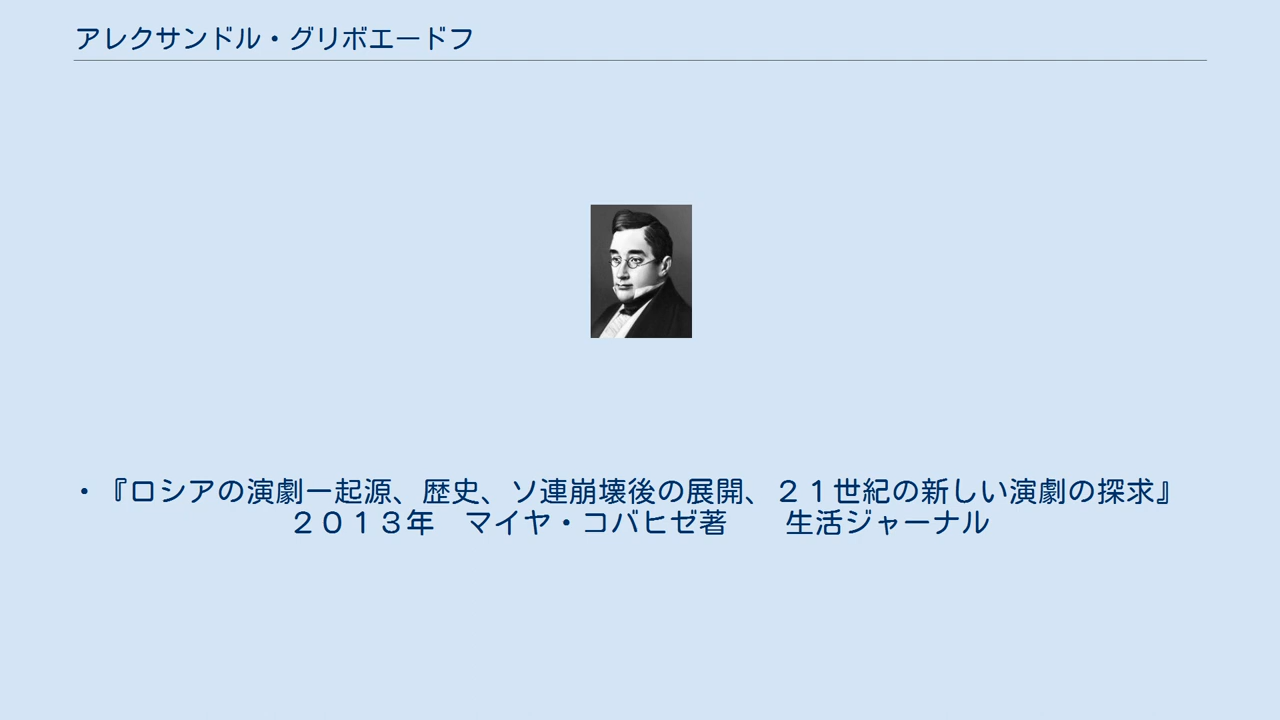 アレクサンドル・グリボエードフ
・『ロシアの演劇ー起源、歴史、ソ連崩壊後の展開、２１世紀の新しい演劇の探求』
２０１３年　マイヤ・コバヒゼ著　　生活ジャーナル